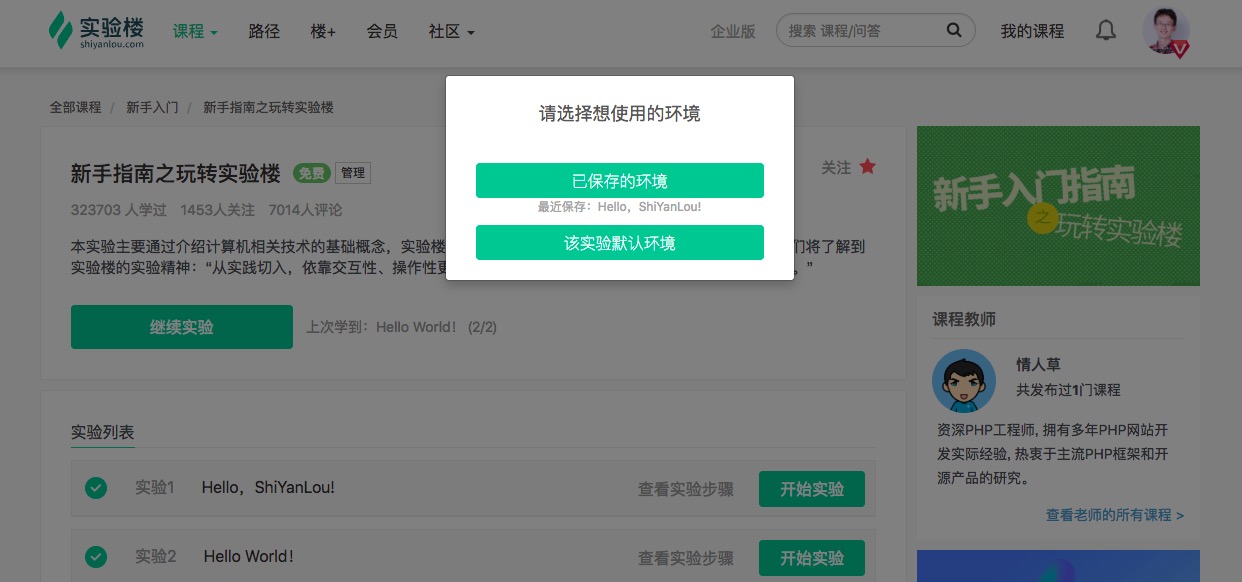 实验楼
shiyanlou.com
课程
路径
楼+
会员
社区
企业版
搜索 课程/问答
我的课程
全部课程 / 新手入门 / 新手指南之玩转实验楼
请选择想使用的环境
已保存的环境
最近保存：Hello，ShiYanLou!
该实验默认环境
新手指南之玩转实验楼 免费 管理
关注
323703 人学过 1453人关注 7014人评论
本实验主要通过介绍计算机相关技术的基础概念，实验楼
们将了解到
实验楼的实验精神：“从实践切入，依靠交互性、操作性更
。”
继续实验
上次学到：Hello World! (2/2)
实验列表
实验1 Hello，ShiYanLou! 查看实验步骤 开始实验
实验2 Hello World! 查看实验步骤 开始实验
新手入门指南
之玩转实验楼
课程教师
情人草
共发布过1门课程
资深PHP工程师, 拥有多年PHP网站开
发实际经验, 热衷于主流PHP框架和开
源产品的研究。
查看老师的所有课程 >